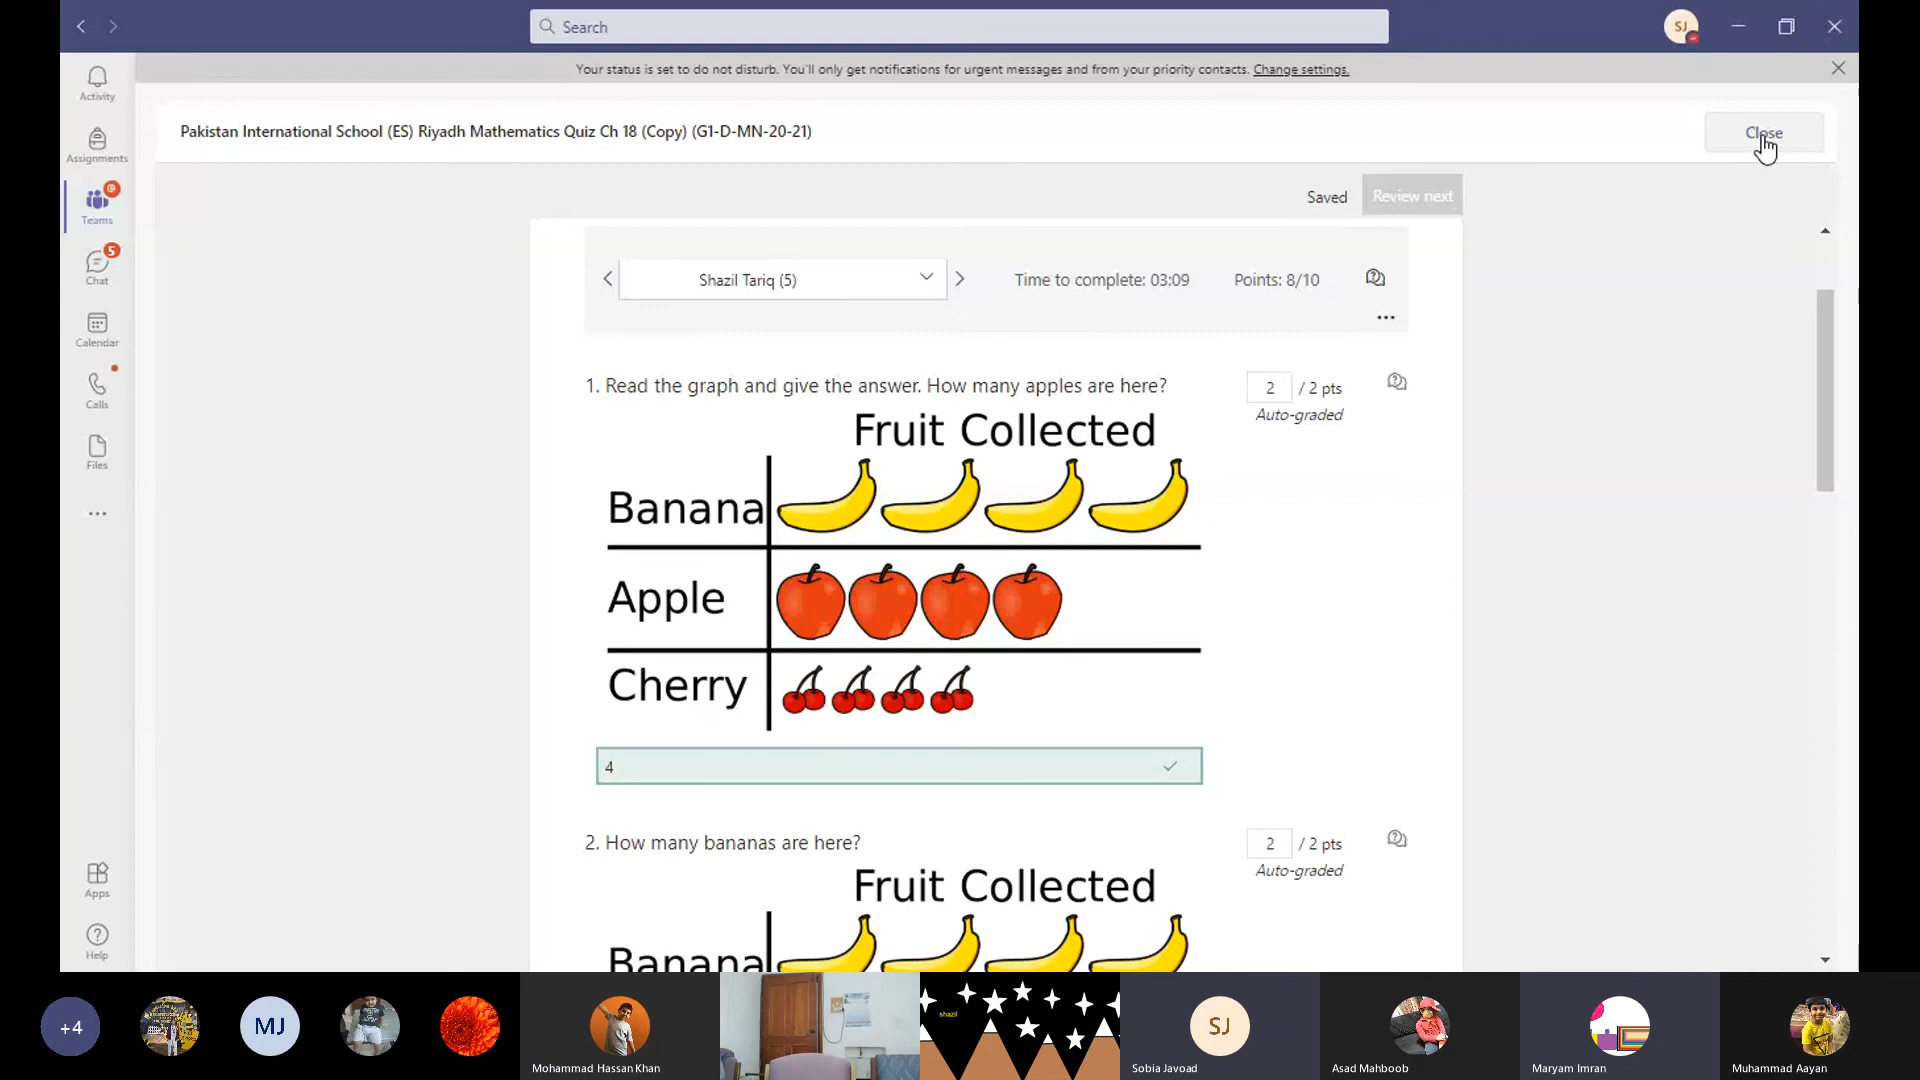 Search
SJ
Your status is set to do not disturb. You'll only get notifications for urgent messages and from your priority contacts. Change settings.
Activity
Assignments
Teams
5
Chat
Calendar
Calls
Files
Apps
Help
Pakistan International School (ES) Riyadh Mathematics Quiz Ch 18 (Copy) (G1-D-MN-20-21)
Close
Saved
Review next
Shazil Tariq (5)
Time to complete: 03:09
Points: 8/10
1. Read the graph and give the answer. How many apples are here?
2 / 2 pts
Auto-graded
Fruit Collected
Banana
Apple
Cherry
4
2. How many bananas are here?
2 / 2 pts
Auto-graded
Fruit Collected
Banana
+4
MJ
Mohammad Hassan Khan
shazil
SJ
Sobia Javoad
Asad Mahboob
Maryam Imran
Muhammad Aayan